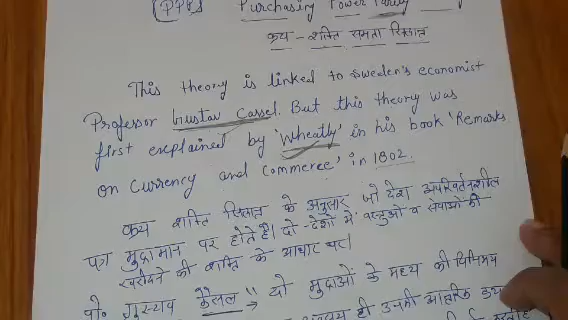 (PPP) Purchasing Power Parity
क्रय - शक्ति समता सिद्धान्त
This theory is linked to Sweden's economist
Professor Gustav Cassel. But this theory was
first explained by 'Wheatly' in his book 'Remarks
on Currency and Commerce' in 1802.
क्रय शक्ति सिद्धान्त के अनुसार जो देश अपरिवर्तनशील
पत्र मुद्रामान पर होते हैं। दो-देशों में वस्तुओं व सेवाओं की
खरीदने की शक्ति के आधार पर।
प्रो. गुस्टव कैसल " → दो मुद्राओं के मध्य की विनिमय
ही उनकी आंतरिक क्रय